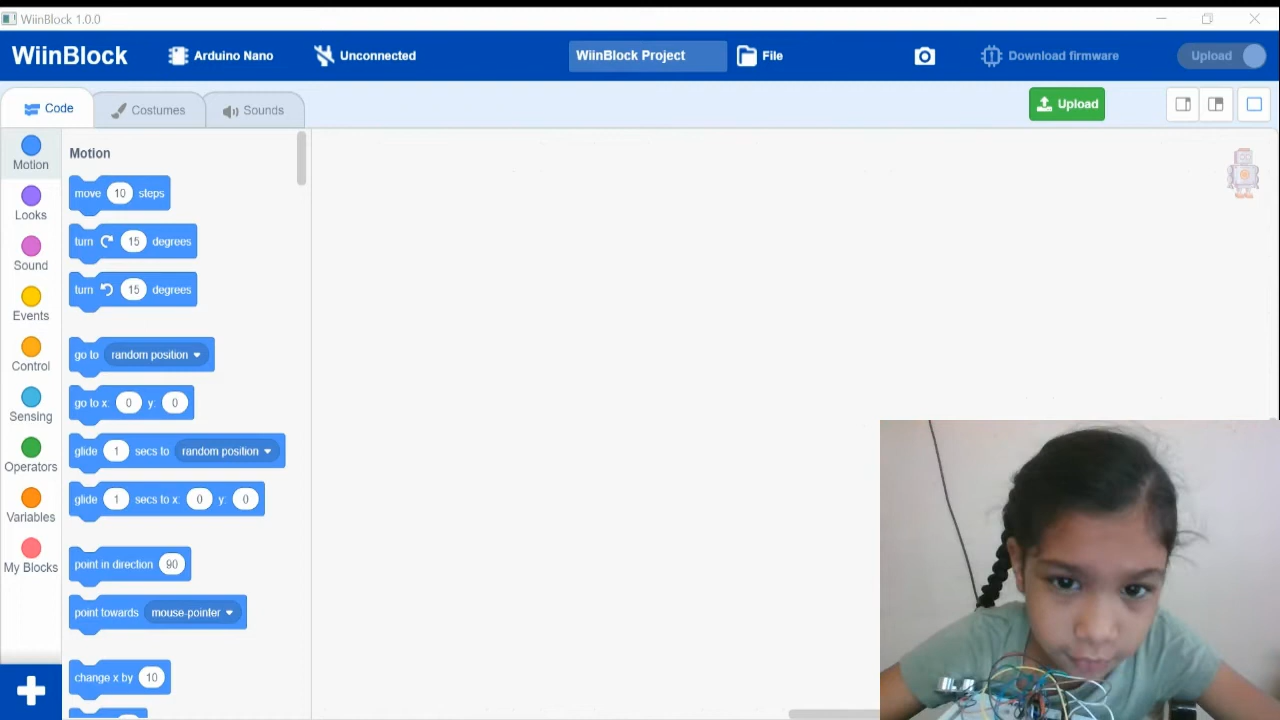 WiinBlock 1.0.0
WiinBlock
Arduino Nano
Unconnected
WiinBlock Project
File
Download firmware
Upload
Code
Costumes
Sounds
Upload
Motion
Looks
Sound
Events
Control
Sensing
Operators
Variables
My Blocks
Motion
move 10 steps
turn 15 degrees
turn 15 degrees
go to random position
go to x: 0 y: 0
glide 1 secs to random position
glide 1 secs to x: 0 y: 0
point in direction 90
point towards mouse-pointer
change x by 10